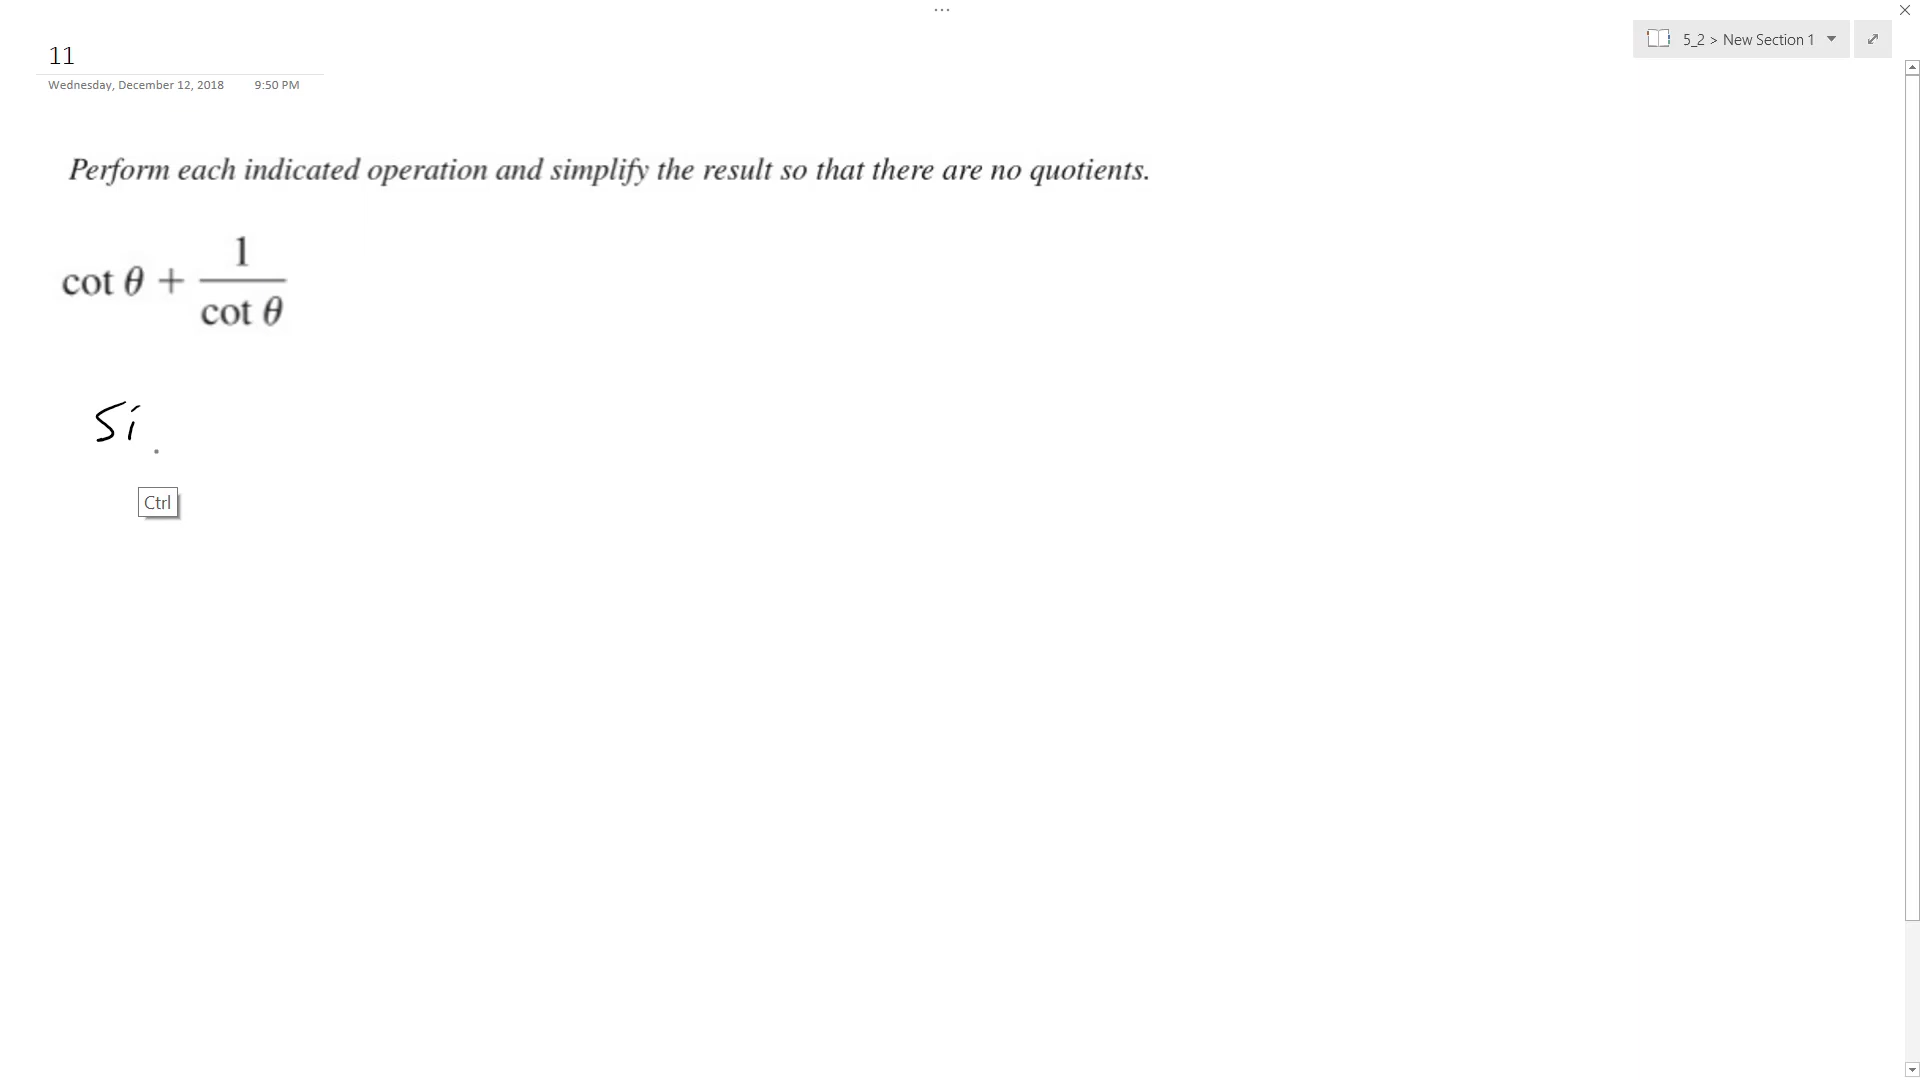 ...
5_2 > New Section 1
11
Wednesday, December 12, 2018 9:50 PM
Perform each indicated operation and simplify the result so that there are no quotients.
cot θ + 1/cot θ
Si
Ctrl